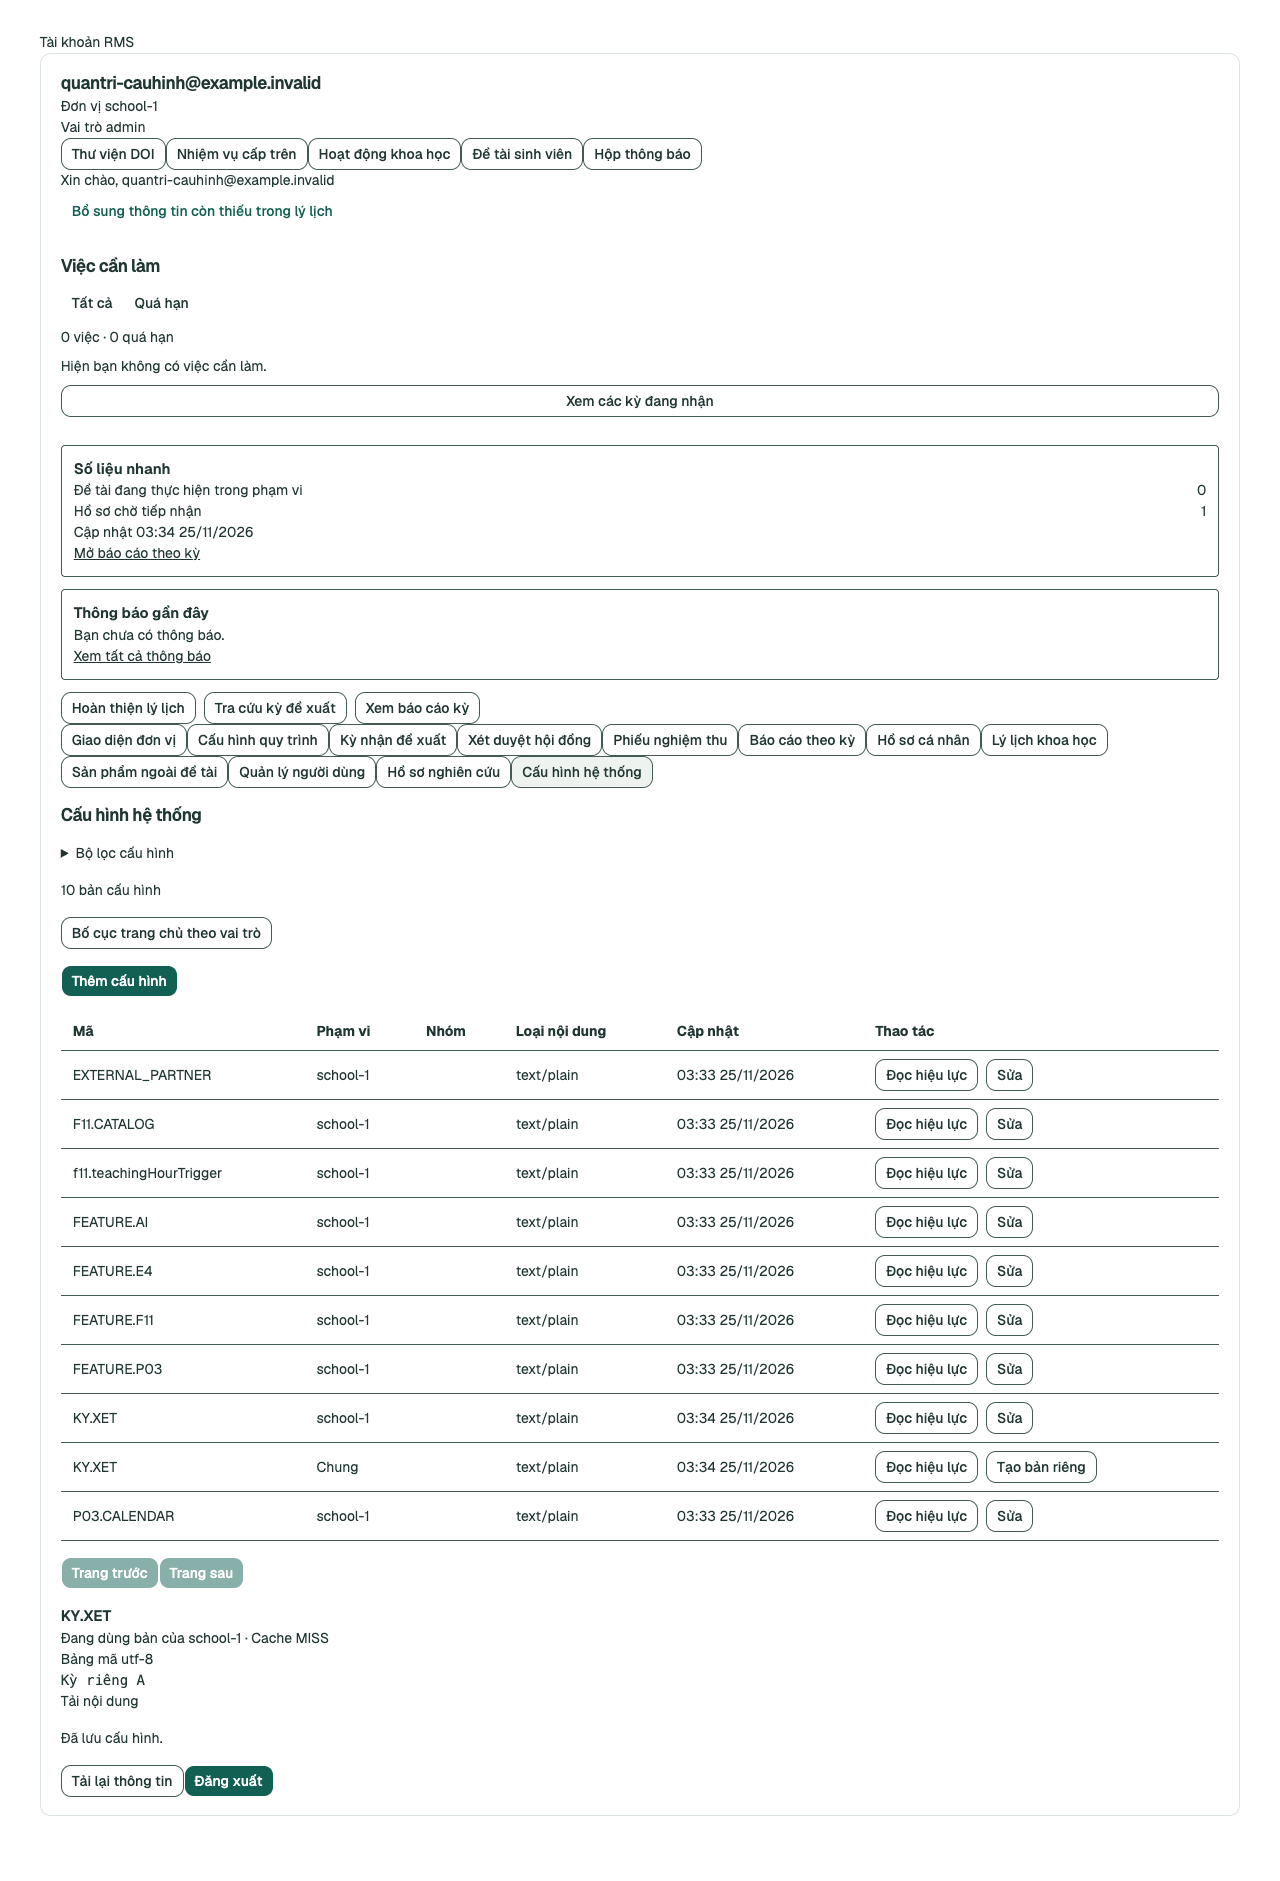 Tài khoản RMS
quantri-cauhinh@example.invalid
Đơn vị school-1
Vai trò admin
Thư viện DOI Nhiệm vụ cấp trên Hoạt động khoa học Đề tài sinh viên Hộp thông báo
Xin chào, quantri-cauhinh@example.invalid
Bổ sung thông tin còn thiếu trong lý lịch
Việc cần làm
Tất cả Quá hạn
0 việc · 0 quá hạn
Hiện bạn không có việc cần làm.
Xem các kỳ đang nhận
Số liệu nhanh
Đề tài đang thực hiện trong phạm vi 0
Hồ sơ chờ tiếp nhận 1
Cập nhật 03:34 25/11/2026
Mở báo cáo theo kỳ
Thông báo gần đây
Bạn chưa có thông báo.
Xem tất cả thông báo
Hoàn thiện lý lịch Tra cứu kỳ đề xuất Xem báo cáo kỳ
Giao diện đơn vị Cấu hình quy trình Kỳ nhận đề xuất Xét duyệt hội đồng Phiếu nghiệm thu Báo cáo theo kỳ Hồ sơ cá nhân Lý lịch khoa học
Sản phẩm ngoài đề tài Quản lý người dùng Hồ sơ nghiên cứu Cấu hình hệ thống
Cấu hình hệ thống
▶ Bộ lọc cấu hình
10 bản cấu hình
Bố cục trang chủ theo vai trò
Thêm cấu hình
Mã Phạm vi Nhóm Loại nội dung Cập nhật Thao tác
EXTERNAL_PARTNER school-1 text/plain 03:33 25/11/2026 Đọc hiệu lực Sửa
F11.CATALOG school-1 text/plain 03:33 25/11/2026 Đọc hiệu lực Sửa
f11.teachingHourTrigger school-1 text/plain 03:33 25/11/2026 Đọc hiệu lực Sửa
FEATURE.AI school-1 text/plain 03:33 25/11/2026 Đọc hiệu lực Sửa
FEATURE.E4 school-1 text/plain 03:33 25/11/2026 Đọc hiệu lực Sửa
FEATURE.F11 school-1 text/plain 03:33 25/11/2026 Đọc hiệu lực Sửa
FEATURE.P03 school-1 text/plain 03:33 25/11/2026 Đọc hiệu lực Sửa
KY.XET school-1 text/plain 03:34 25/11/2026 Đọc hiệu lực Sửa
KY.XET Chung text/plain 03:34 25/11/2026 Đọc hiệu lực Tạo bản riêng
P03.CALENDAR school-1 text/plain 03:33 25/11/2026 Đọc hiệu lực Sửa
Trang trước Trang sau
KY.XET
Đang dùng bản của school-1 · Cache MISS
Bảng mã utf-8
Kỳ riêng A
Tải nội dung
Đã lưu cấu hình.
Tải lại thông tin Đăng xuất